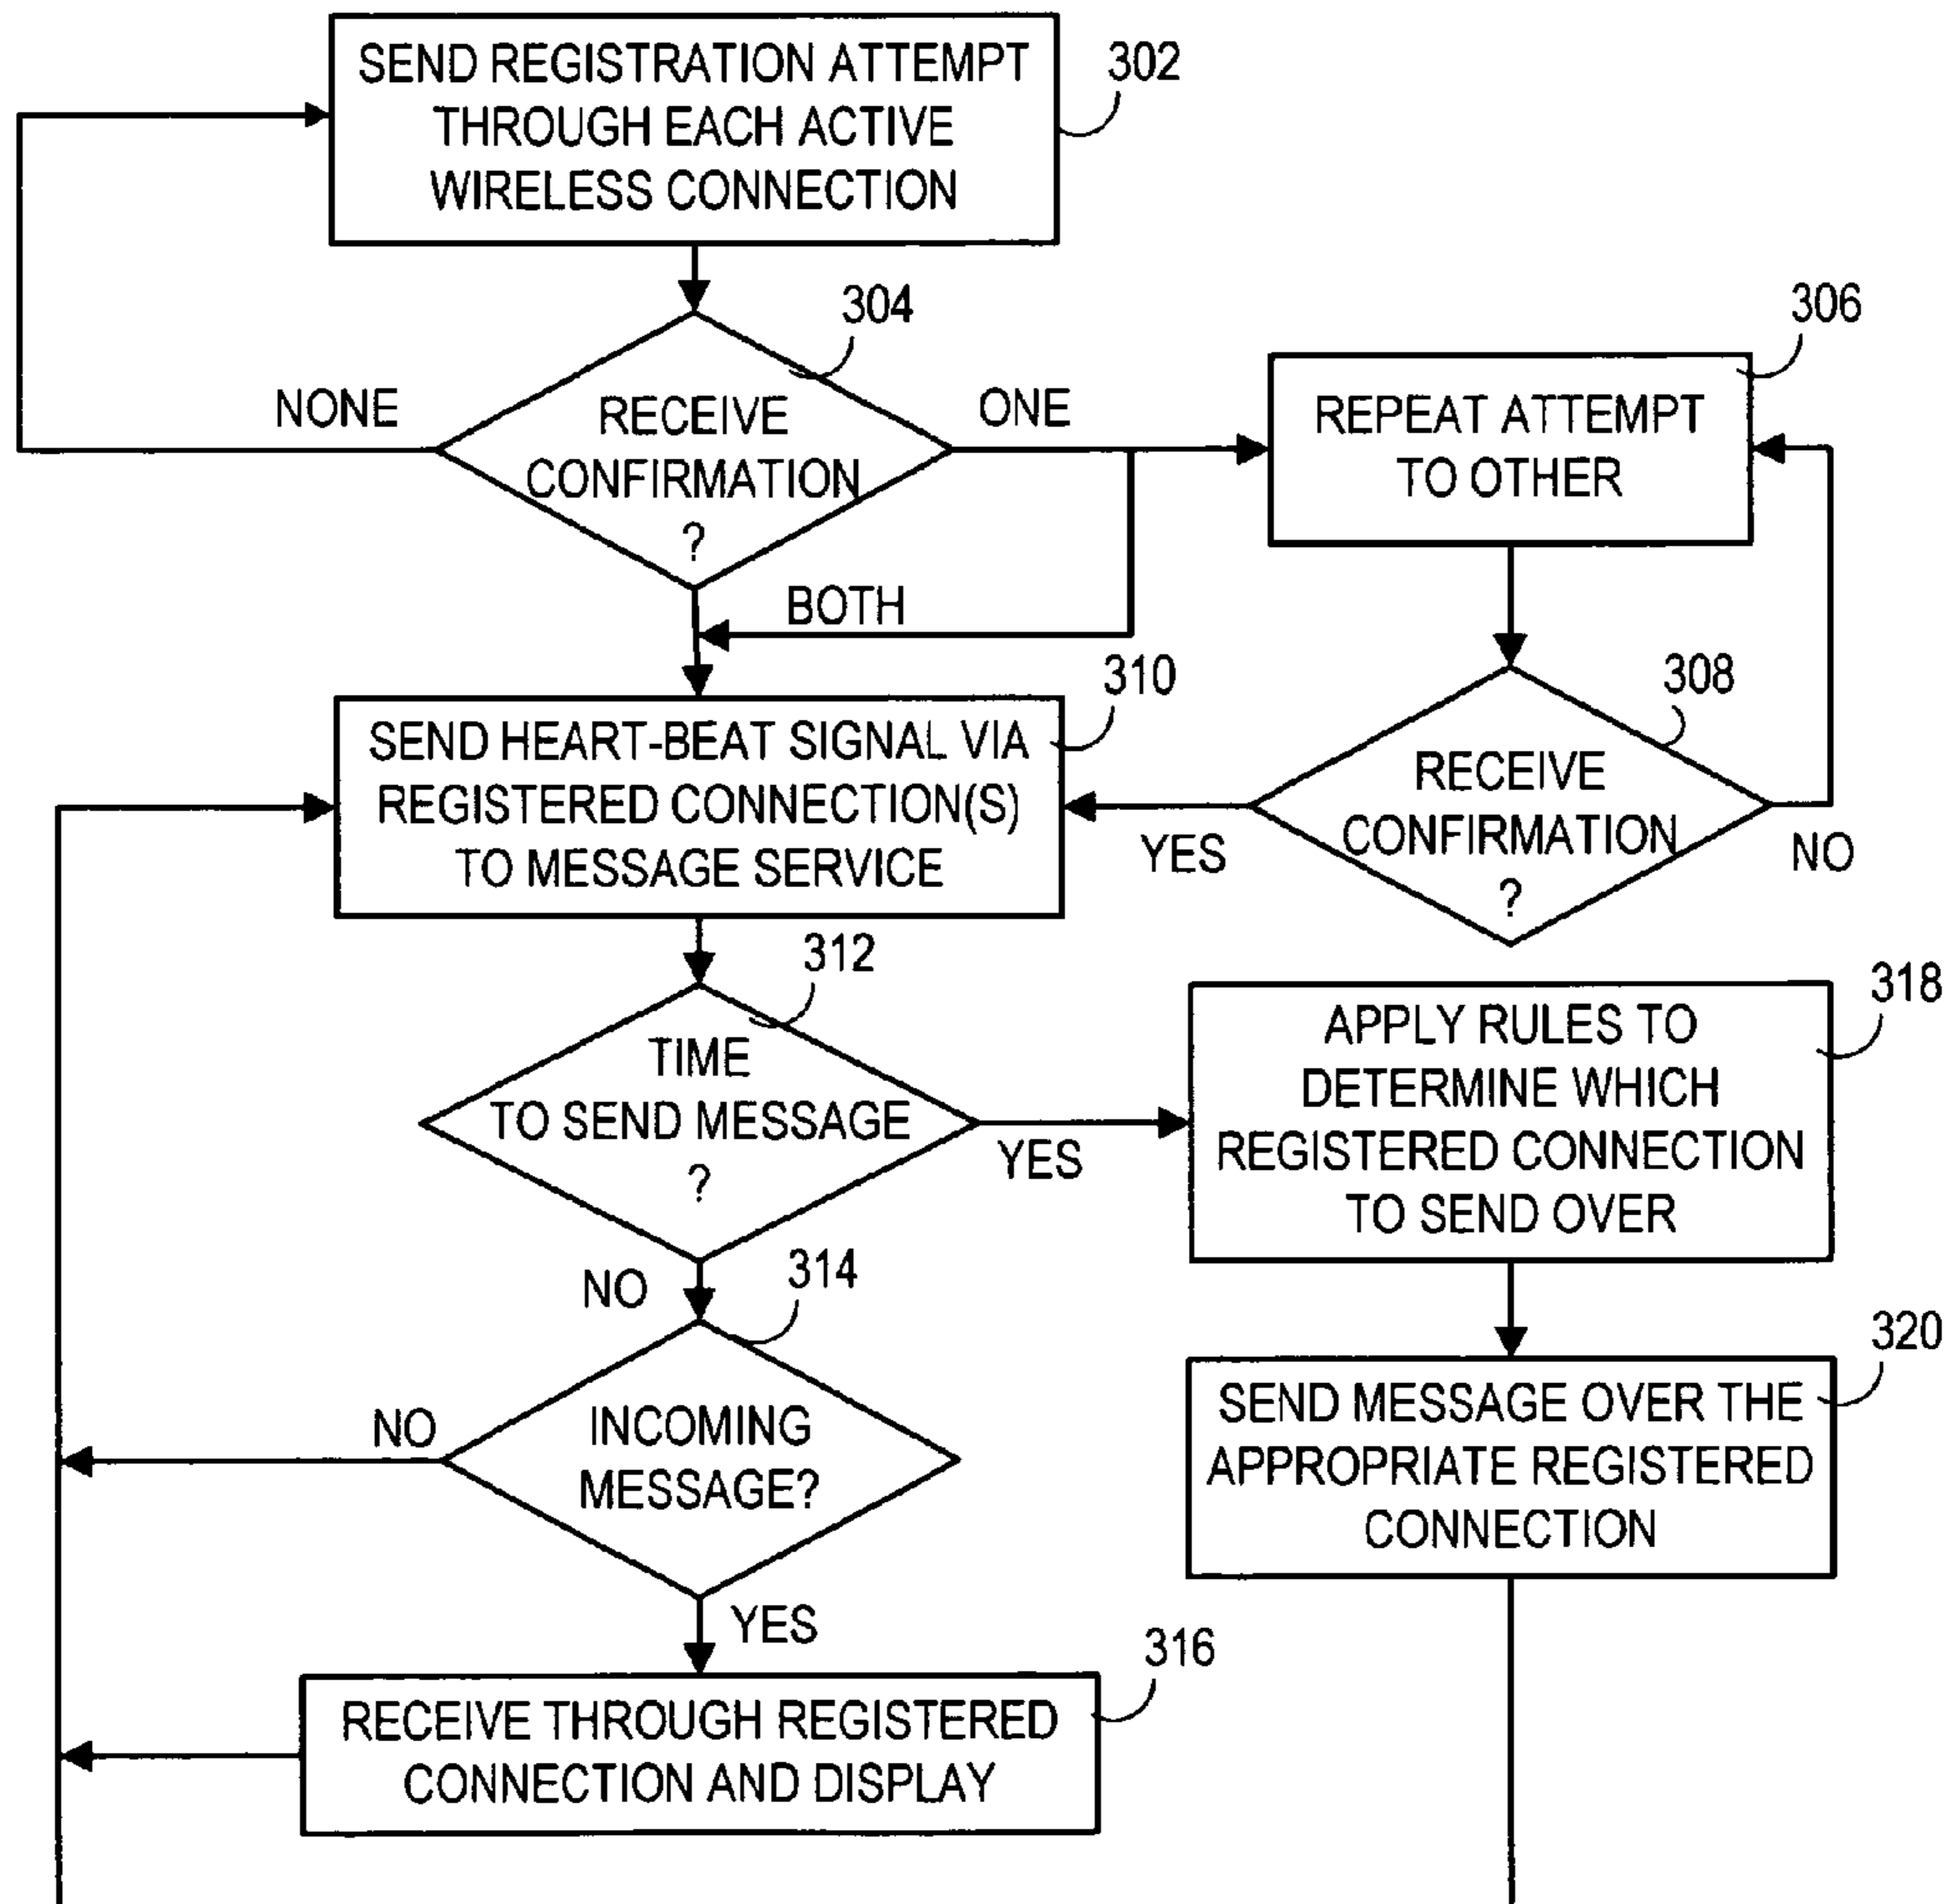 SEND REGISTRATION ATTEMPT
THROUGH EACH ACTIVE
WIRELESS CONNECTION
302
304
RECEIVE
CONFIRMATION
?
NONE
ONE
BOTH
306
REPEAT ATTEMPT
TO OTHER
308
RECEIVE
CONFIRMATION
?
YES
NO
310
SEND HEART-BEAT SIGNAL VIA
REGISTERED CONNECTION(S)
TO MESSAGE SERVICE
312
TIME
TO SEND MESSAGE
?
YES
NO
318
APPLY RULES TO
DETERMINE WHICH
REGISTERED CONNECTION
TO SEND OVER
314
INCOMING
MESSAGE?
NO
YES
320
SEND MESSAGE OVER THE
APPROPRIATE REGISTERED
CONNECTION
316
RECEIVE THROUGH REGISTERED
CONNECTION AND DISPLAY